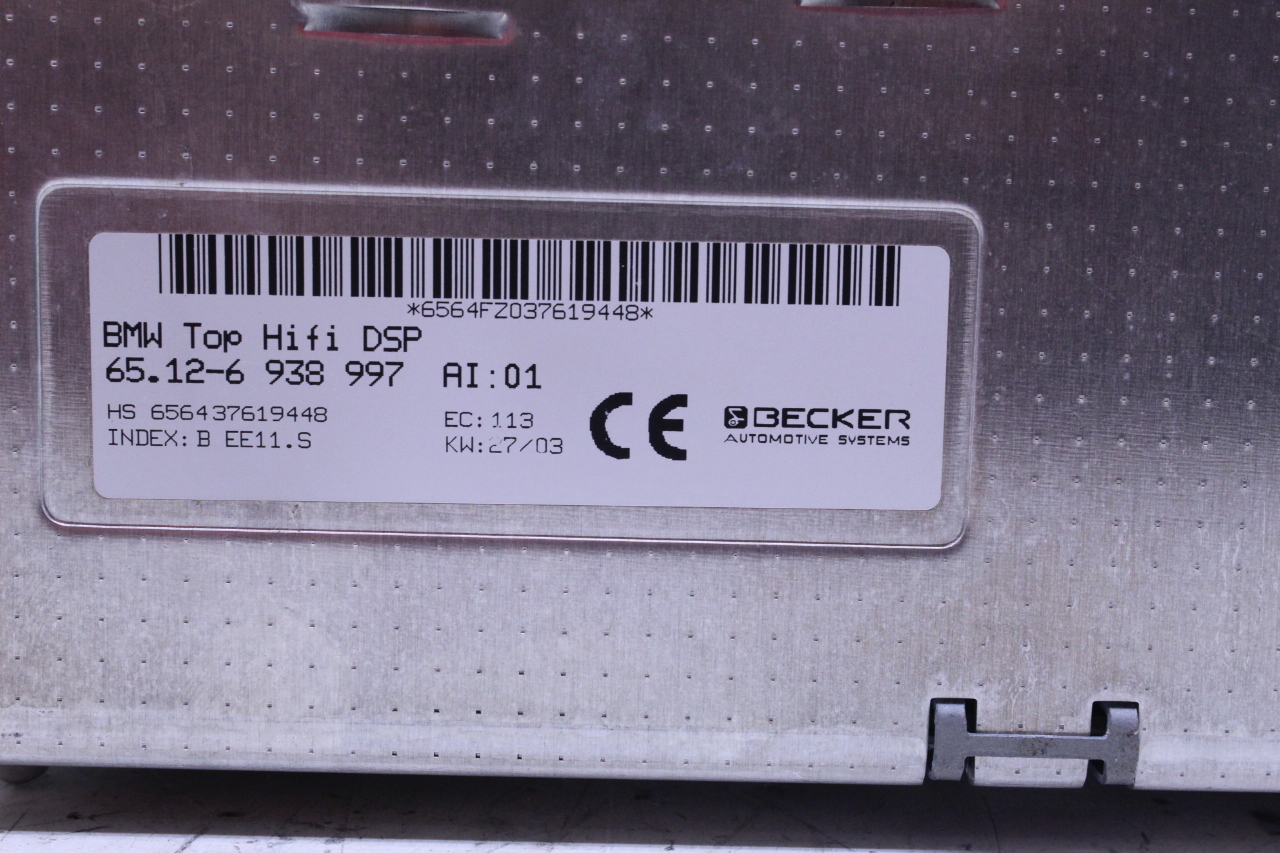 *6564FZ037619448*
BMW Top Hifi DSP
65.12-6 938 997 AI:01
HS 656437619448
INDEX: B EE11.S
EC: 113
KW:27/03
CE
BECKER
AUTOMOTIVE SYSTEMS